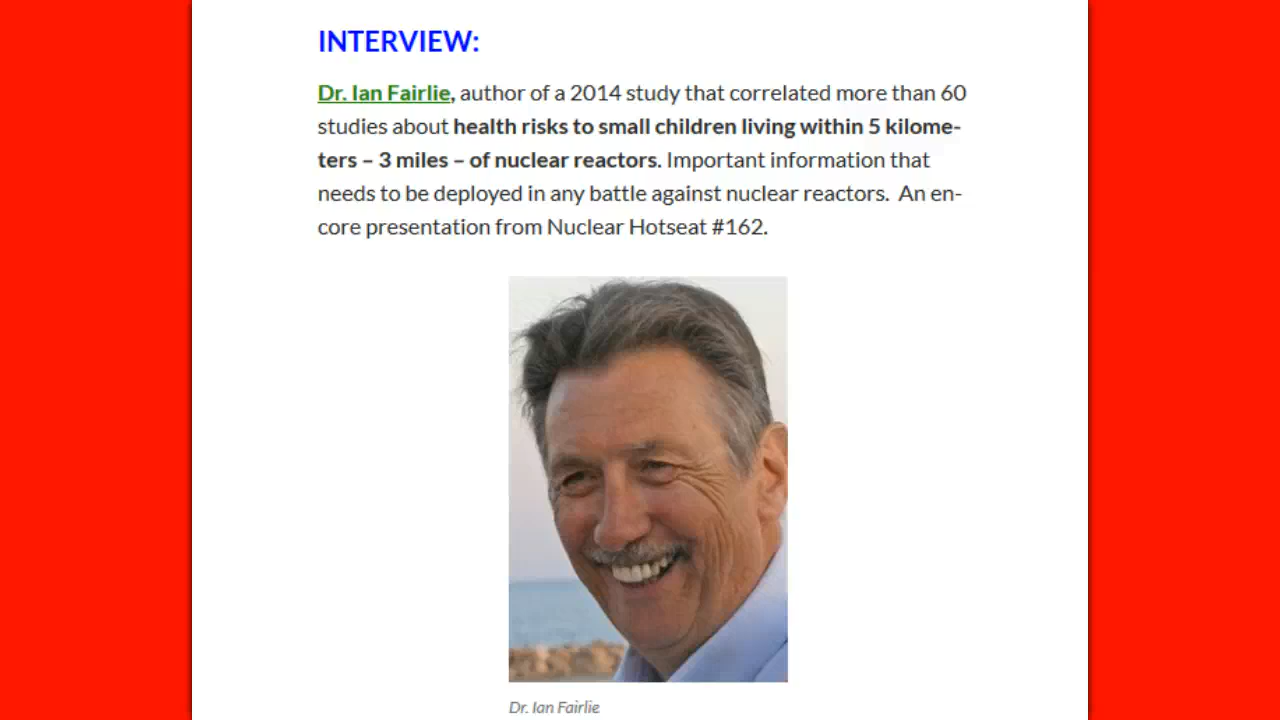 INTERVIEW:
Dr. Ian Fairlie, author of a 2014 study that correlated more than 60
studies about health risks to small children living within 5 kilome-
ters – 3 miles – of nuclear reactors. Important information that
needs to be deployed in any battle against nuclear reactors.  An en-
core presentation from Nuclear Hotseat #162.
Dr. Ian Fairlie